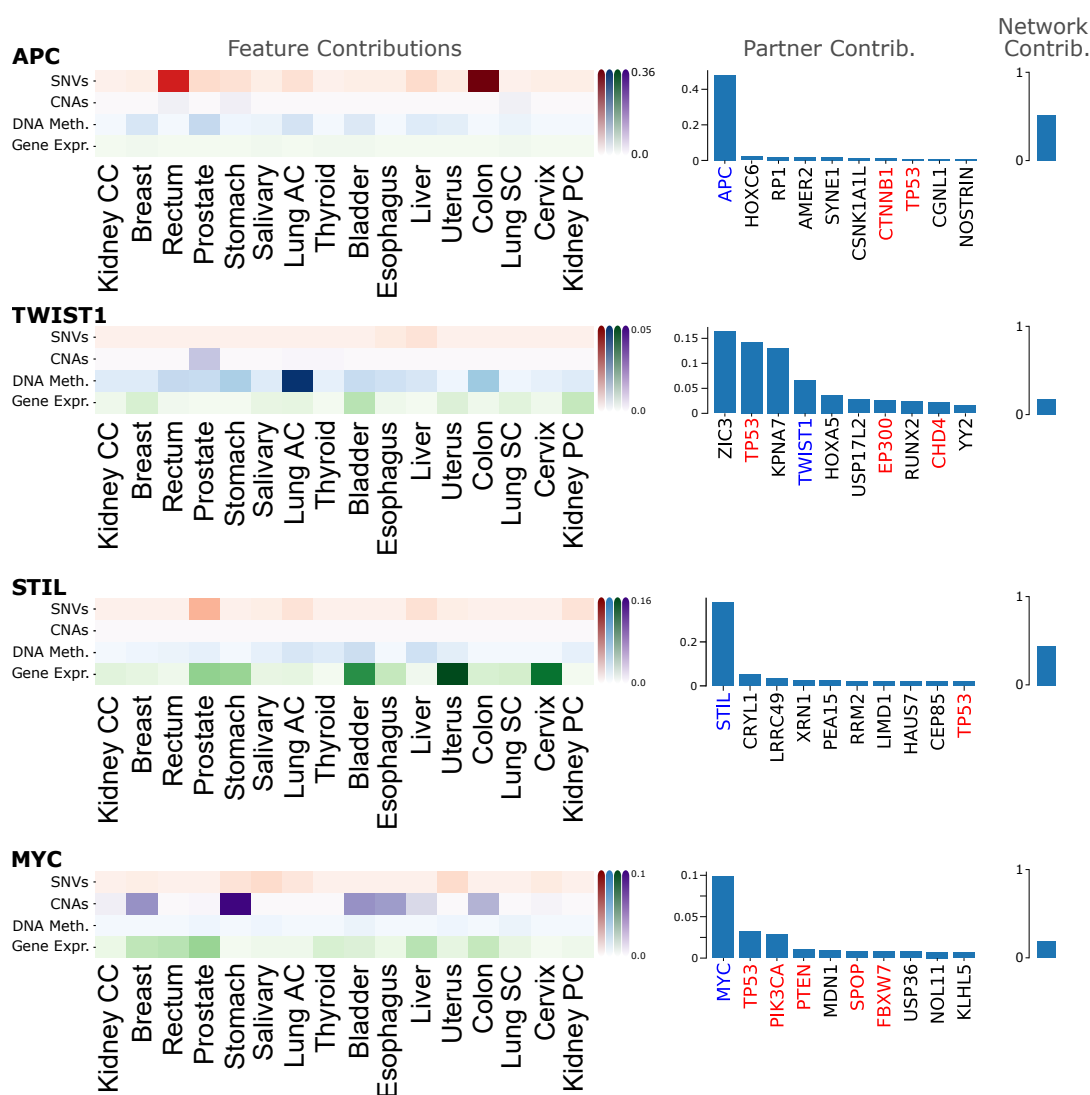 Feature Contributions
Partner Contrib.
Network
Contrib.
APC
SNVs
CNAs
DNA Meth.
Gene Expr.
0.36
0.0
Kidney CC
Breast
Rectum
Prostate
Stomach
Salivary
Lung AC
Thyroid
Bladder
Esophagus
Liver
Uterus
Colon
Lung SC
Cervix
Kidney PC
0.4
0.2
0
APC
HOXC6
RP1
AMER2
SYNE1
CSNK1A1L
CTNNB1
TP53
CGNL1
NOSTRIN
1
0
TWIST1
SNVs
CNAs
DNA Meth.
Gene Expr.
0.05
0.0
Kidney CC
Breast
Rectum
Prostate
Stomach
Salivary
Lung AC
Thyroid
Bladder
Esophagus
Liver
Uterus
Colon
Lung SC
Cervix
Kidney PC
0.15
0.1
0.05
0
ZIC3
TP53
KPNA7
TWIST1
HOXA5
USP17L2
EP300
RUNX2
CHD4
YY2
1
0
STIL
SNVs
CNAs
DNA Meth.
Gene Expr.
0.16
0.0
Kidney CC
Breast
Rectum
Prostate
Stomach
Salivary
Lung AC
Thyroid
Bladder
Esophagus
Liver
Uterus
Colon
Lung SC
Cervix
Kidney PC
0.2
0
STIL
CRYL1
LRRC49
XRN1
PEA15
RRM2
LIMD1
HAUS7
CEP85
TP53
1
0
MYC
SNVs
CNAs
DNA Meth.
Gene Expr.
0.1
0.0
Kidney CC
Breast
Rectum
Prostate
Stomach
Salivary
Lung AC
Thyroid
Bladder
Esophagus
Liver
Uterus
Colon
Lung SC
Cervix
Kidney PC
0.1
0.05
0
MYC
TP53
PIK3CA
PTEN
MDN1
SPOP
FBXW7
USP36
NOL11
KLHL5
1
0